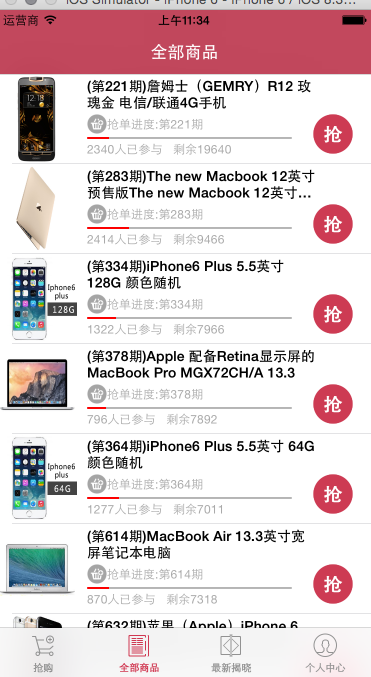 iOS Simulator - iPhone 6 - iPhone 6 / iOS 8.3...
运营商
上午11:34
全部商品
(第221期)詹姆士（GEMRY）R12 玫
瑰金 电信/联通4G手机
抢单进度:第221期
2340人已参与 剩余19640
抢
(第283期)The new Macbook 12英寸
预售版The new Macbook 12英寸...
抢单进度:第283期
2414人已参与 剩余9466
抢
Iphone6
plus
128G
(第334期)iPhone6 Plus 5.5英寸
128G 颜色随机
抢单进度:第334期
1322人已参与 剩余7966
抢
(第378期)Apple 配备Retina显示屏的
MacBook Pro MGX72CH/A 13.3
抢单进度:第378期
796人已参与 剩余7892
抢
Iphone6
plus
64G
(第364期)iPhone6 Plus 5.5英寸 64G
颜色随机
抢单进度:第364期
1277人已参与 剩余7011
抢
(第614期)MacBook Air 13.3英寸宽
屏笔记本电脑
抢单进度:第614期
870人已参与 剩余7318
抢
(第632期)苹果（Apple）iPhone 6
抢购
全部商品
最新揭晓
个人中心